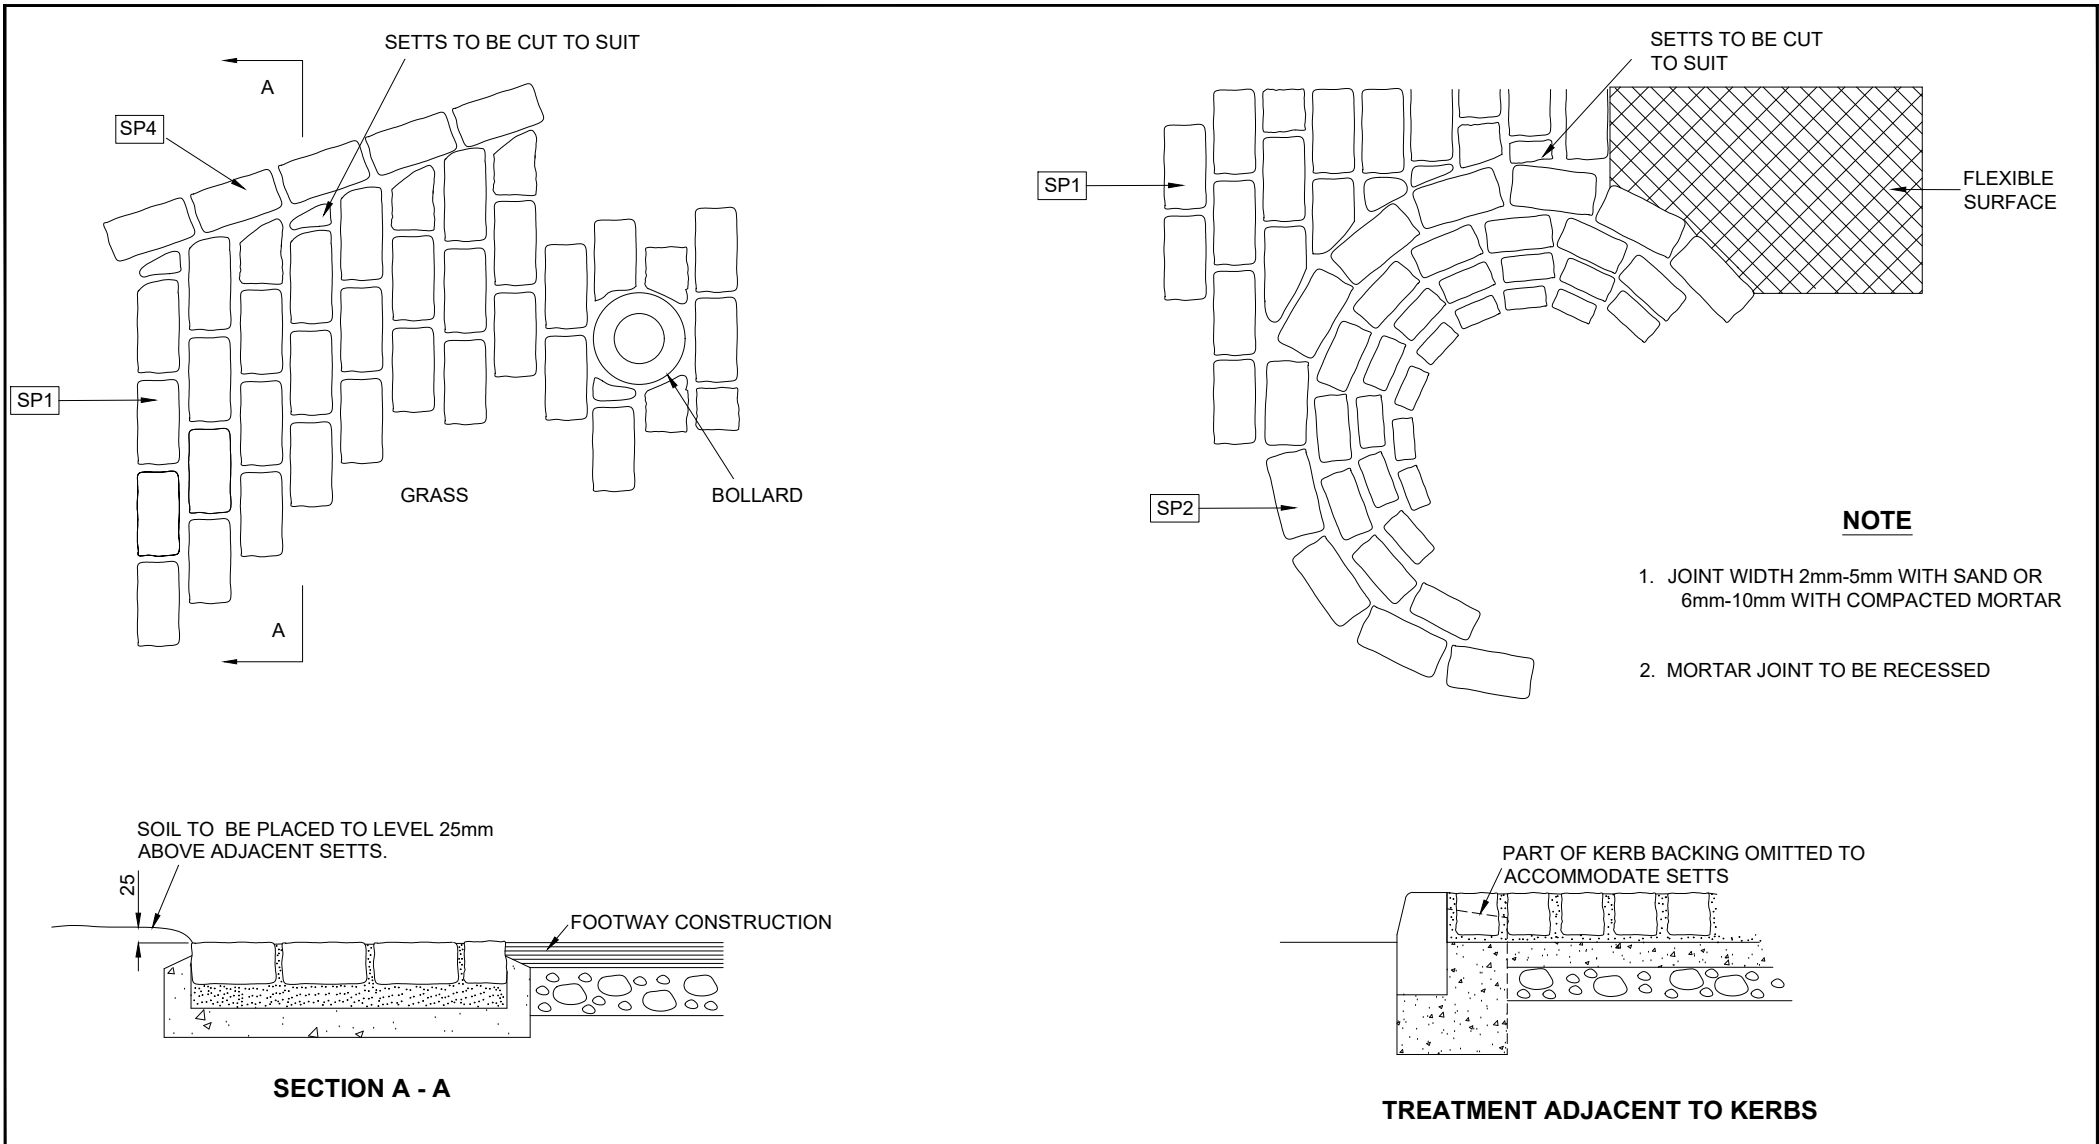 SETTS TO BE CUT TO SUIT
A
SP4
SP1
GRASS
BOLLARD
A
SETTS TO BE CUT
TO SUIT
SP1
FLEXIBLE
SURFACE
SP2
NOTE
1. JOINT WIDTH 2mm-5mm WITH SAND OR
6mm-10mm WITH COMPACTED MORTAR
2. MORTAR JOINT TO BE RECESSED
SOIL TO BE PLACED TO LEVEL 25mm
ABOVE ADJACENT SETTS.
25
FOOTWAY CONSTRUCTION
SECTION A - A
PART OF KERB BACKING OMITTED TO
ACCOMMODATE SETTS
TREATMENT ADJACENT TO KERBS